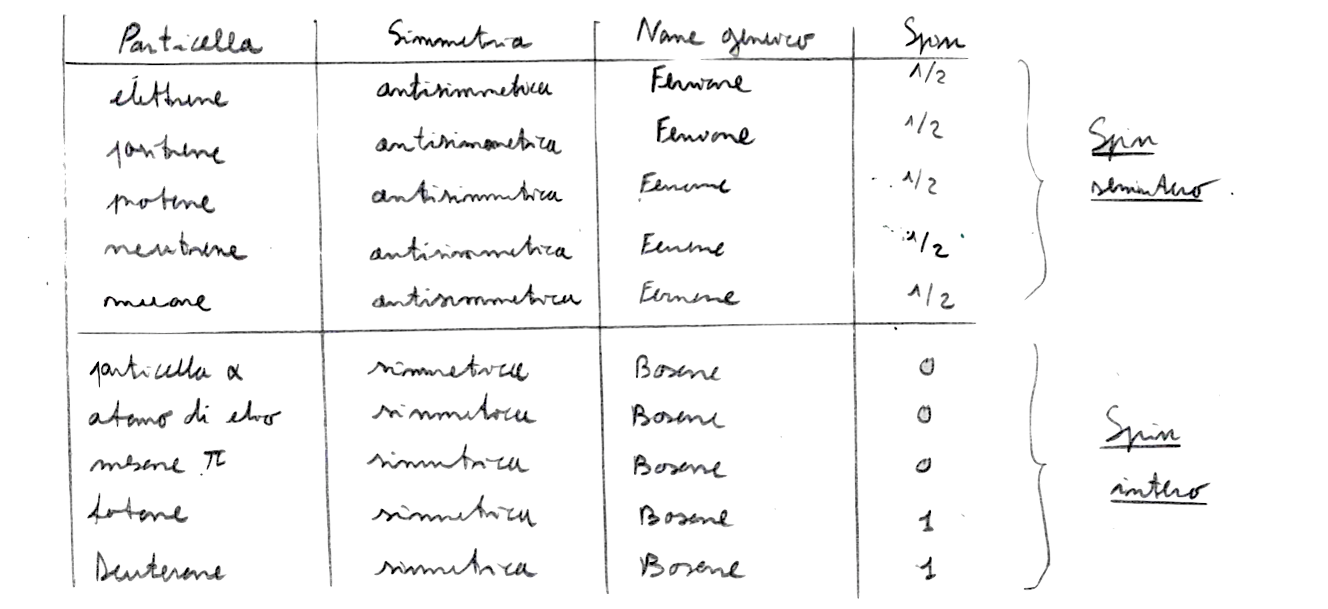 Particella Simmetria Nome generico Spin
elettrone antisimmetrica Fermione 1/2
positrone antisimmetrica Fermione 1/2
protone antisimmetrica Fermione 1/2
neutrone antisimmetrica Fermione 1/2
muone antisimmetrica Fermione 1/2
Spin
semintero.
particella α simmetrica Bosone 0
atomo di elio simmetrica Bosone 0
mesone π simmetrica Bosone 0
fotone simmetrica Bosone 1
Deuterone simmetrica Bosone 1
Spin
intero